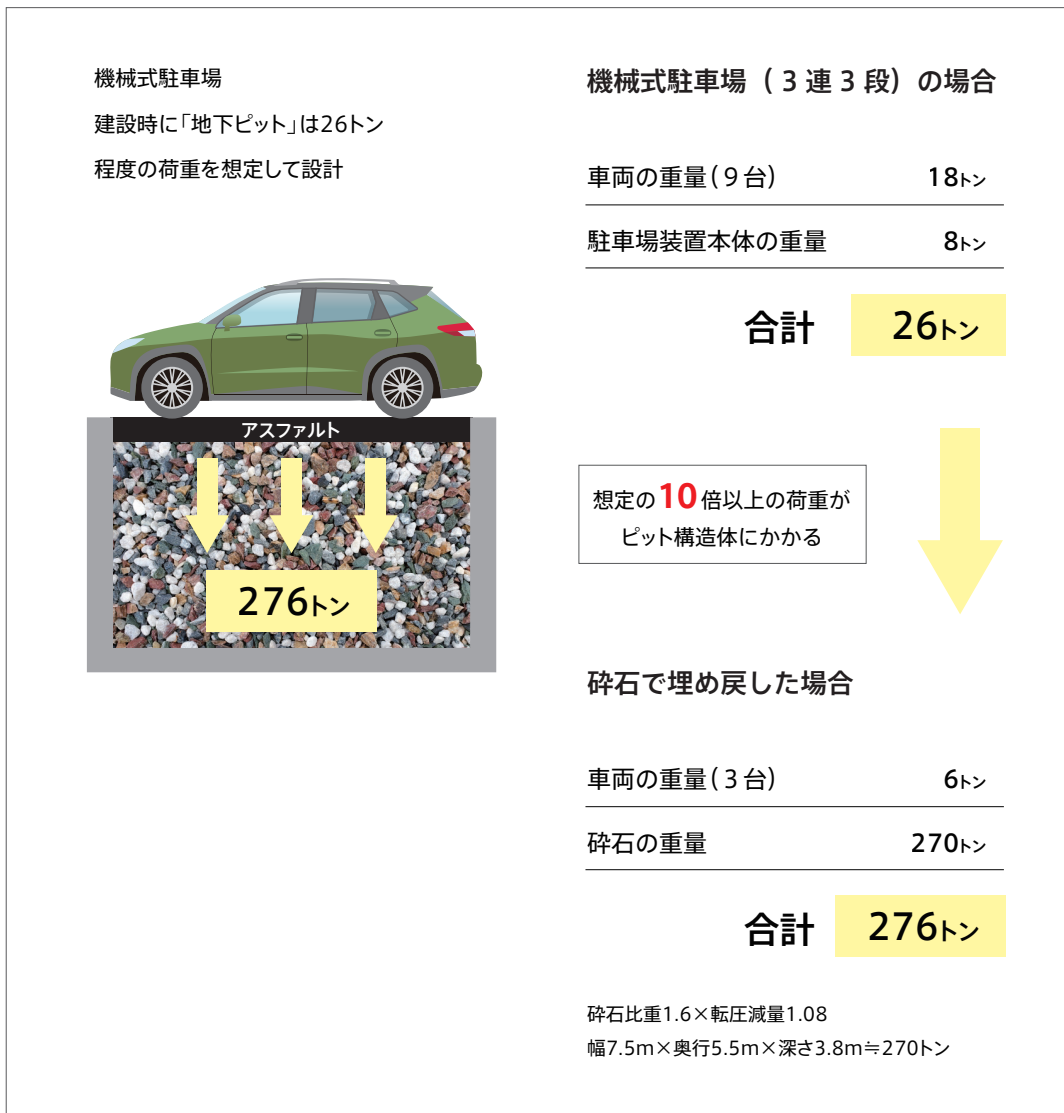 機械式駐車場
建設時に「地下ピット」は26トン
程度の荷重を想定して設計
アスファルト
276トン
機械式駐車場（3連3段）の場合
車両の重量(9台) 18トン
駐車場装置本体の重量 8トン
合計 26トン
想定の10倍以上の荷重が
ピット構造体にかかる
砕石で埋め戻した場合
車両の重量(3台) 6トン
砕石の重量 270トン
合計 276トン
砕石比重1.6×転圧減量1.08
幅7.5m×奥行5.5m×深さ3.8m≒270トン